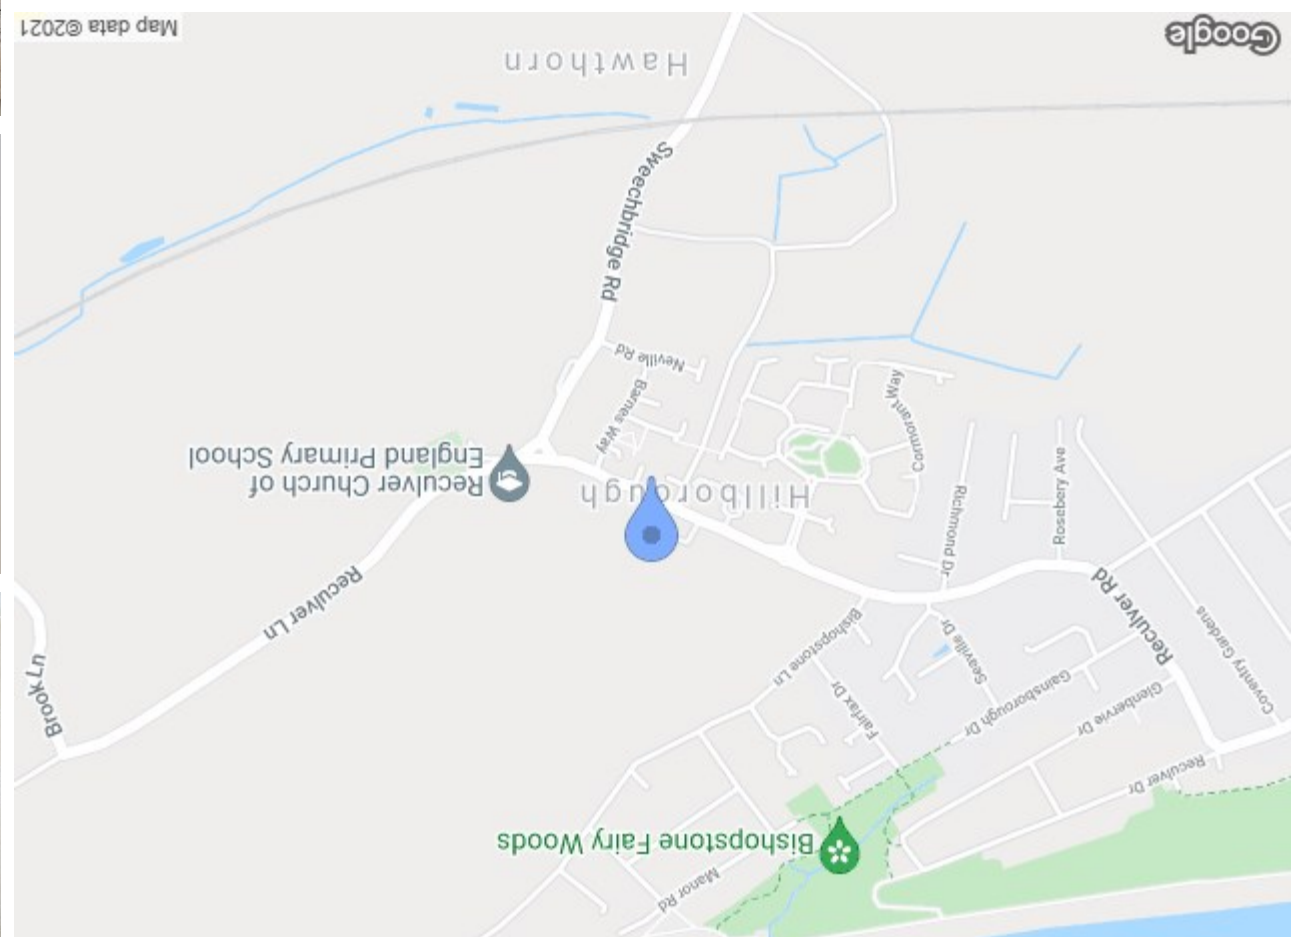 Manor Rd
Bishopstone Fairy Woods
Reculver Dr
Glenbervie Dr
Gainsborough Dr
Fairfax Dr
Brook Ln
Coventry Gardens
Seaville Dr
Bishopstone Ln
Reculver Rd
Reculver Ln
Rosebery Ave
Richmond Dr
Hillborough
Reculver Church of
England Primary School
Cormorant Way
Barnes Way
Neville Rd
Sweechbridge Rd
Hawthorn
Google
Map data ©2021